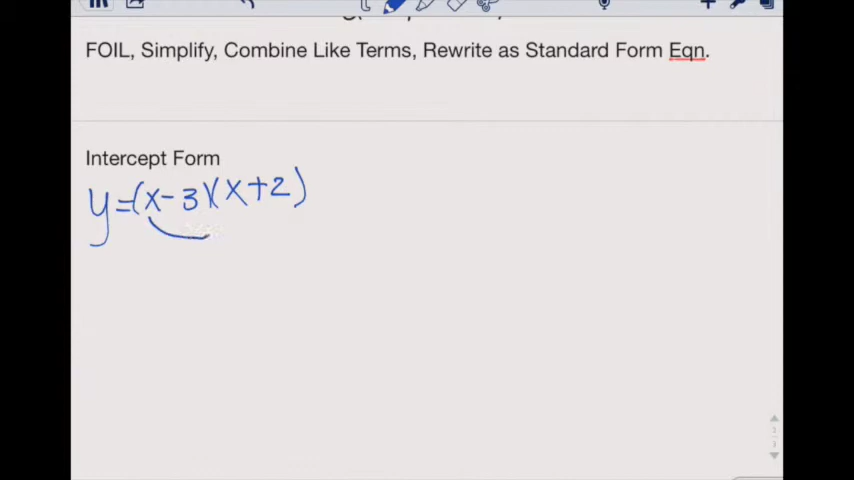 FOIL, Simplify, Combine Like Terms, Rewrite as Standard Form Eqn.
Intercept Form
y=(x-3)(x+2)